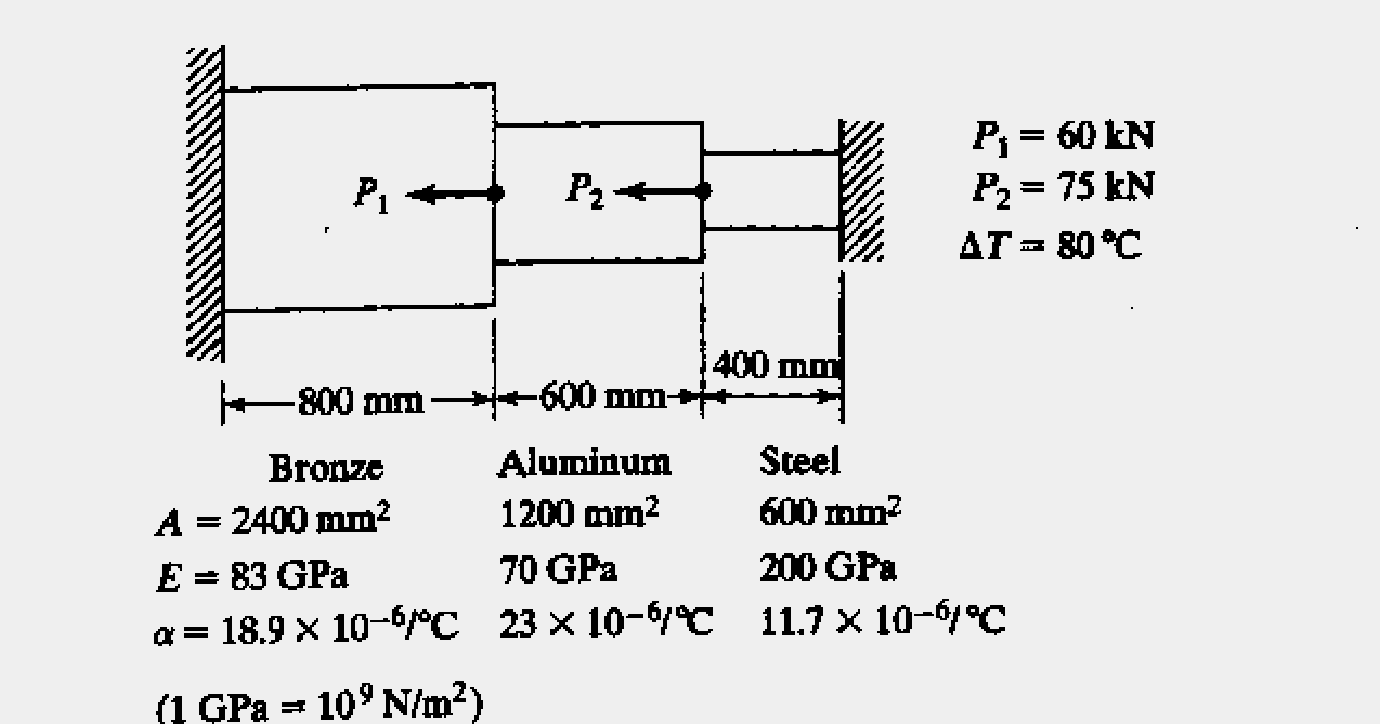 P₁ = 60 kN
P₂ = 75 kN
ΔT = 80 °C
P₁
P₂
400 mm
800 mm
600 mm
Bronze Aluminum Steel
A = 2400 mm² 1200 mm² 600 mm²
E = 83 GPa 70 GPa 200 GPa
α = 18.9 × 10⁻⁶/°C 23 × 10⁻⁶/°C 11.7 × 10⁻⁶/°C
(1 GPa = 10⁹ N/m²)